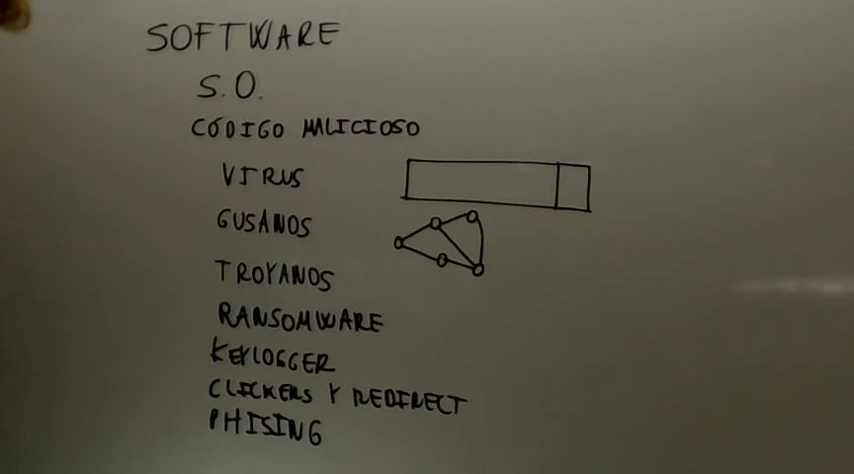 SOFTWARE
S.O.
CÓDIGO MALICIOSO
VIRUS
GUSANOS
TROYANOS
RANSOMWARE
KEYLOGGER
CLICKERS Y REDIRECT
PHISING